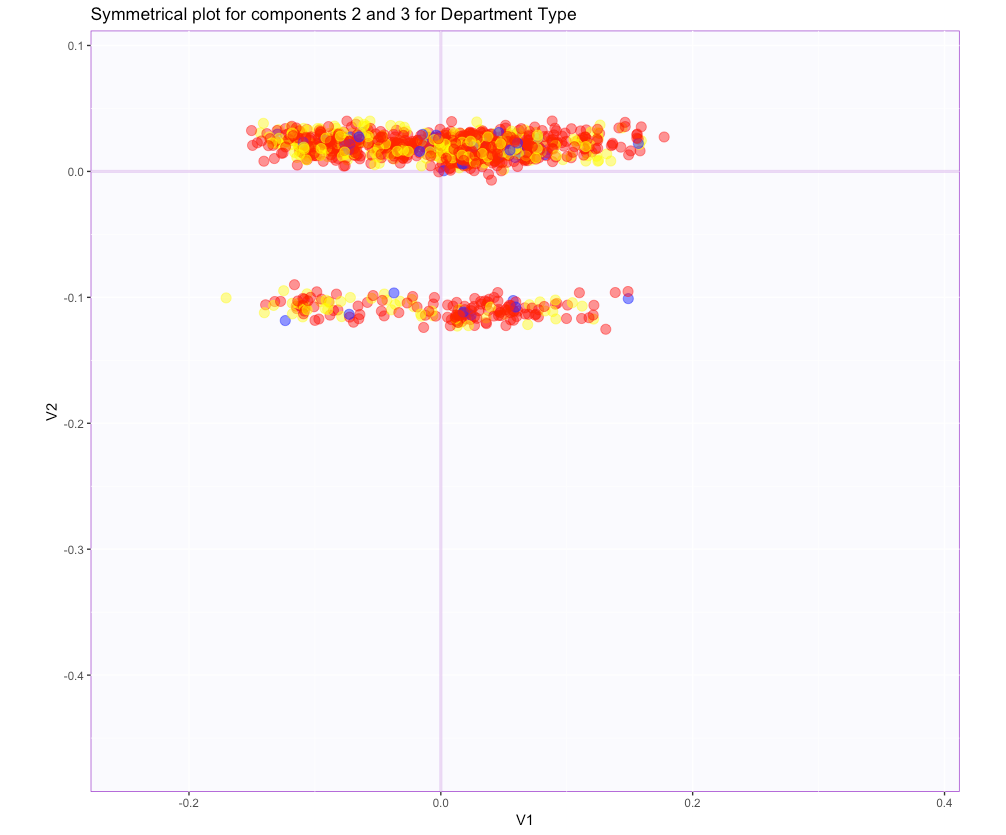 Symmetrical plot for components 2 and 3 for Department Type
0.1
0.0
-0.1
-0.2
-0.3
-0.4
V2
-0.2 0.0 0.2 0.4
V1